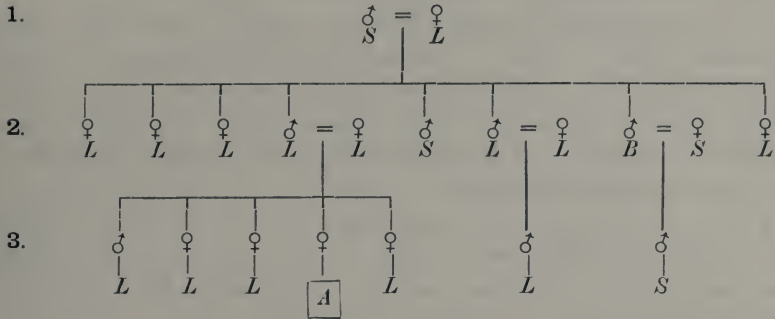 1. ♂ = ♀
S L
2. ♀ ♀ ♀ ♂ = ♀ ♂ ♂ = ♀ ♂ = ♀ ♀
L L L L L S L L B S L
3. ♂ ♀ ♀ ♀ ♀ ♂ ♂
L L L A L L S